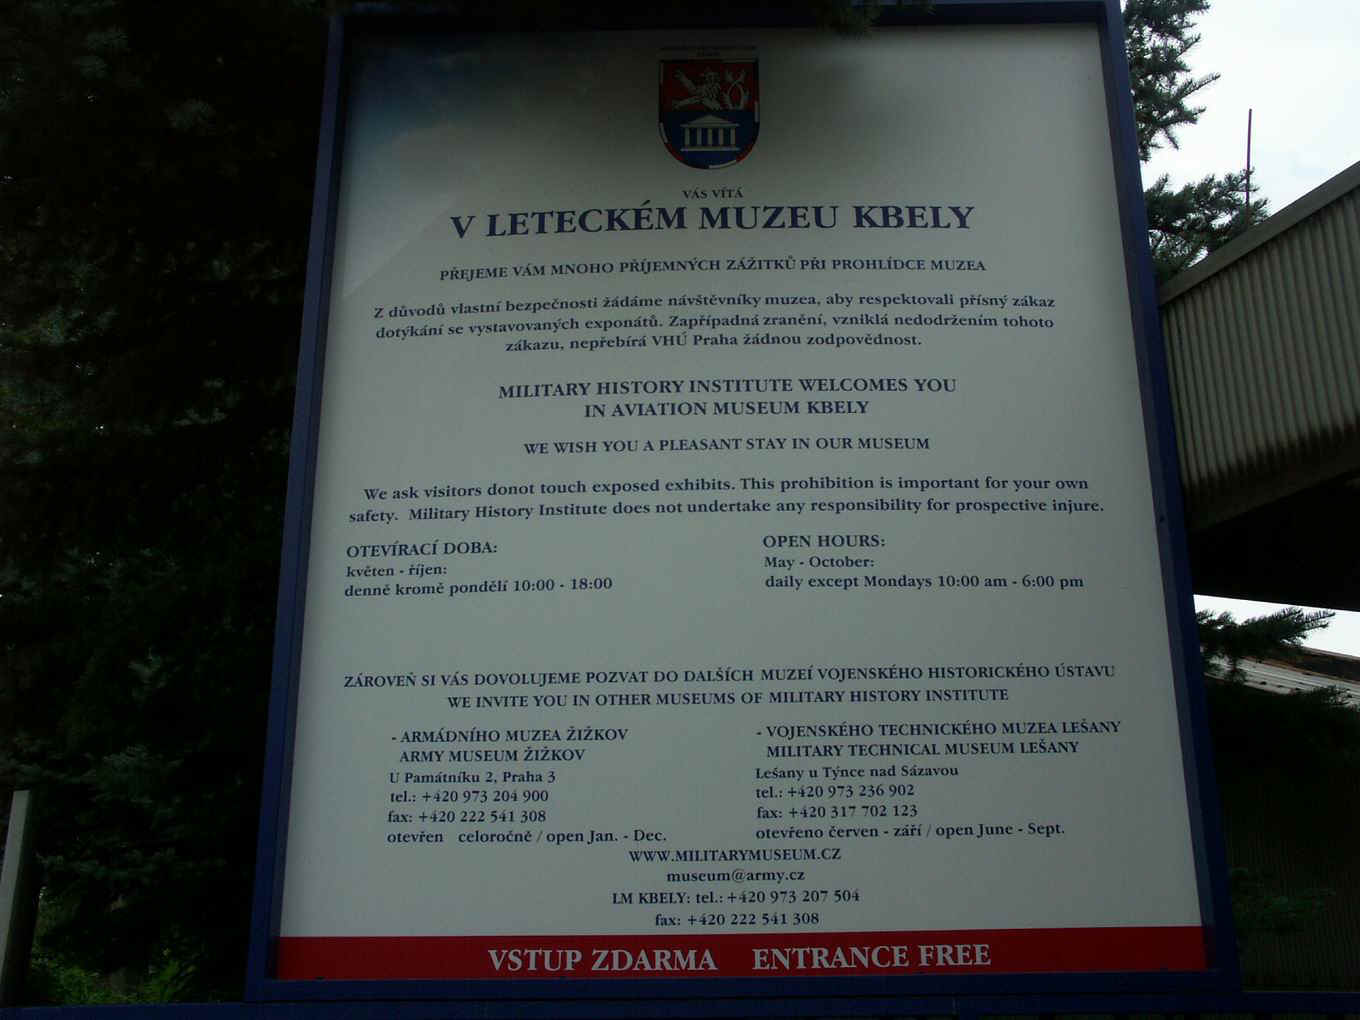 VÁS VÍTÁ
V LETECKÉM MUZEU KBELY
PŘEJEME VÁM MNOHO PŘÍJEMNÝCH ZÁŽITKŮ PŘI PROHLÍDCE MUZEA
Z důvodů vlastní bezpečnosti žádáme návštěvníky muzea, aby respektovali přísný zákaz
dotýkání se vystavovaných exponátů. Zapřípadná zranění, vzniklá nedodržením tohoto
zákazu, nepřebírá VHÚ Praha žádnou zodpovědnost.
MILITARY HISTORY INSTITUTE WELCOMES YOU
IN AVIATION MUSEUM KBELY
WE WISH YOU A PLEASANT STAY IN OUR MUSEUM
We ask visitors donot touch exposed exhibits. This prohibition is important for your own
safety. Military History Institute does not undertake any responsibility for prospective injure.
OTEVÍRACÍ DOBA:
květen - říjen:
denně kromě pondělí 10:00 - 18:00
OPEN HOURS:
May - October:
daily except Mondays 10:00 am - 6:00 pm
ZÁROVEŇ SI VÁS DOVOLUJEME POZVAT DO DALŠÍCH MUZEÍ VOJENSKÉHO HISTORICKÉHO ÚSTAVU
WE INVITE YOU IN OTHER MUSEUMS OF MILITARY HISTORY INSTITUTE
- ARMÁDNÍHO MUZEA ŽIŽKOV
ARMY MUSEUM ŽIŽKOV
U Památníku 2, Praha 3
tel.: +420 973 204 900
fax: +420 222 541 308
otevřen celoročně / open Jan. - Dec.
- VOJENSKÉHO TECHNICKÉHO MUZEA LEŠANY
MILITARY TECHNICAL MUSEUM LEŠANY
Lešany u Týnce nad Sázavou
tel.: +420 973 236 902
fax: +420 317 702 123
otevřeno červen - září / open June - Sept.
WWW.MILITARYMUSEUM.CZ
museum@army.cz
LM KBELY: tel.: +420 973 207 504
fax: +420 222 541 308
VSTUP ZDARMA ENTRANCE FREE